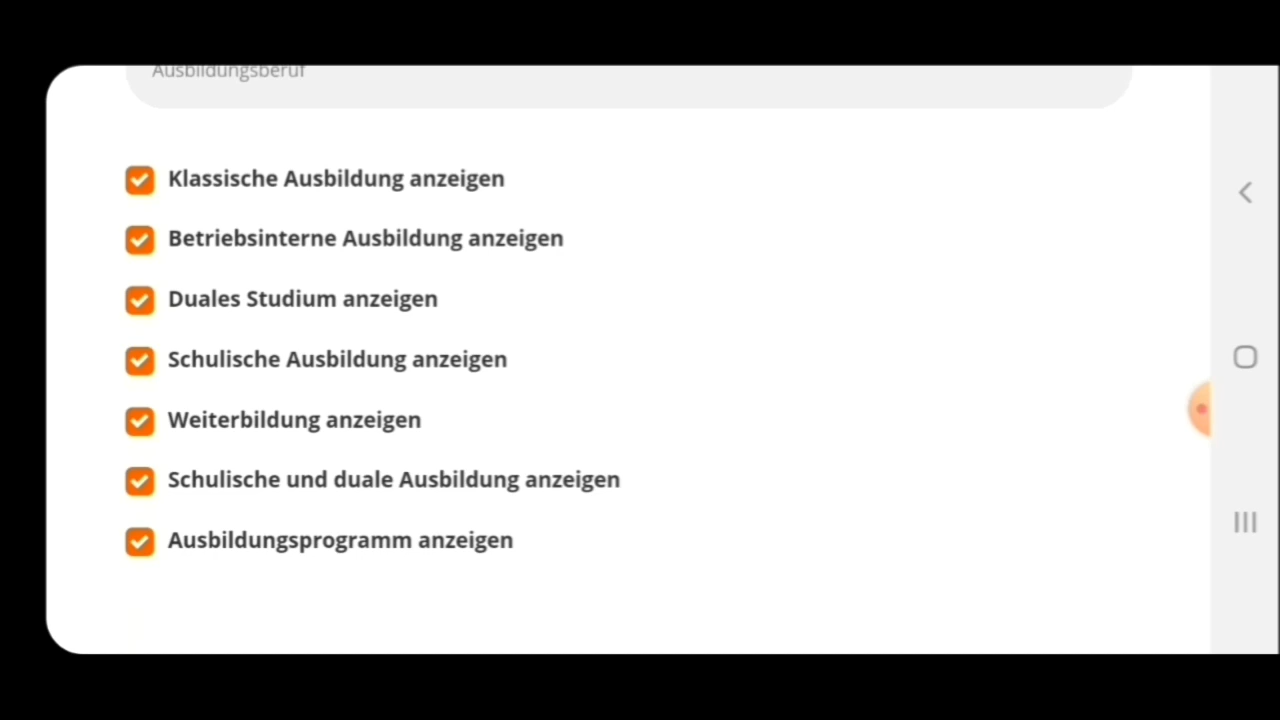 Ausbildungsberuf
Klassische Ausbildung anzeigen
Betriebsinterne Ausbildung anzeigen
Duales Studium anzeigen
Schulische Ausbildung anzeigen
Weiterbildung anzeigen
Schulische und duale Ausbildung anzeigen
Ausbildungsprogramm anzeigen